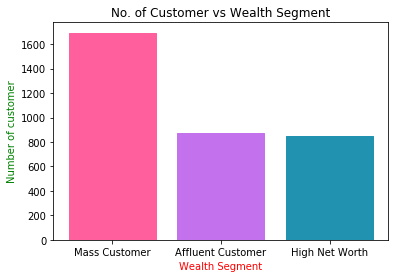 No. of Customer vs Wealth Segment
Number of customer
1600
1400
1200
1000
800
600
400
200
0
Mass Customer Affluent Customer High Net Worth
Wealth Segment